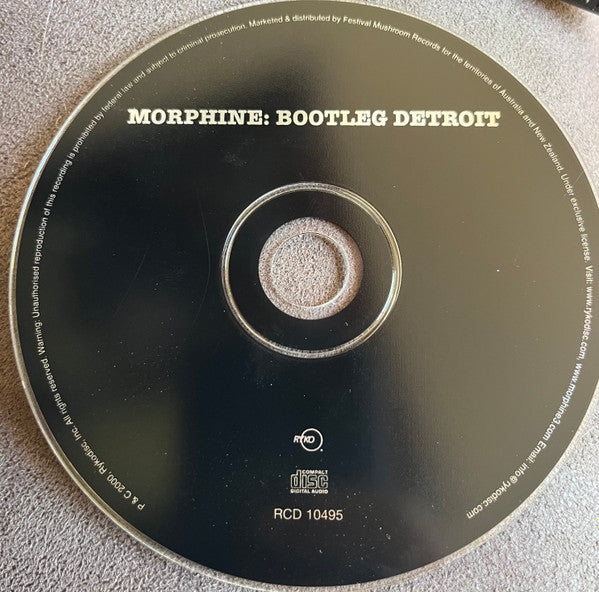 MORPHINE: BOOTLEG DETROIT
RYKO
COMPACT
disc
DIGITAL AUDIO
RCD 10495
P & C 2000, Rykodisc, Inc. All rights reserved. Warning: Unauthorised reproduction of this recording is prohibited by federal law and subject to criminal prosecution. Marketed & distributed by Festival Mushroom Records for the territories of Australia and New Zealand. Under exclusive license. Visit: www.rykodisc.com, www.morphine3.com Email: info@rykodisc.com